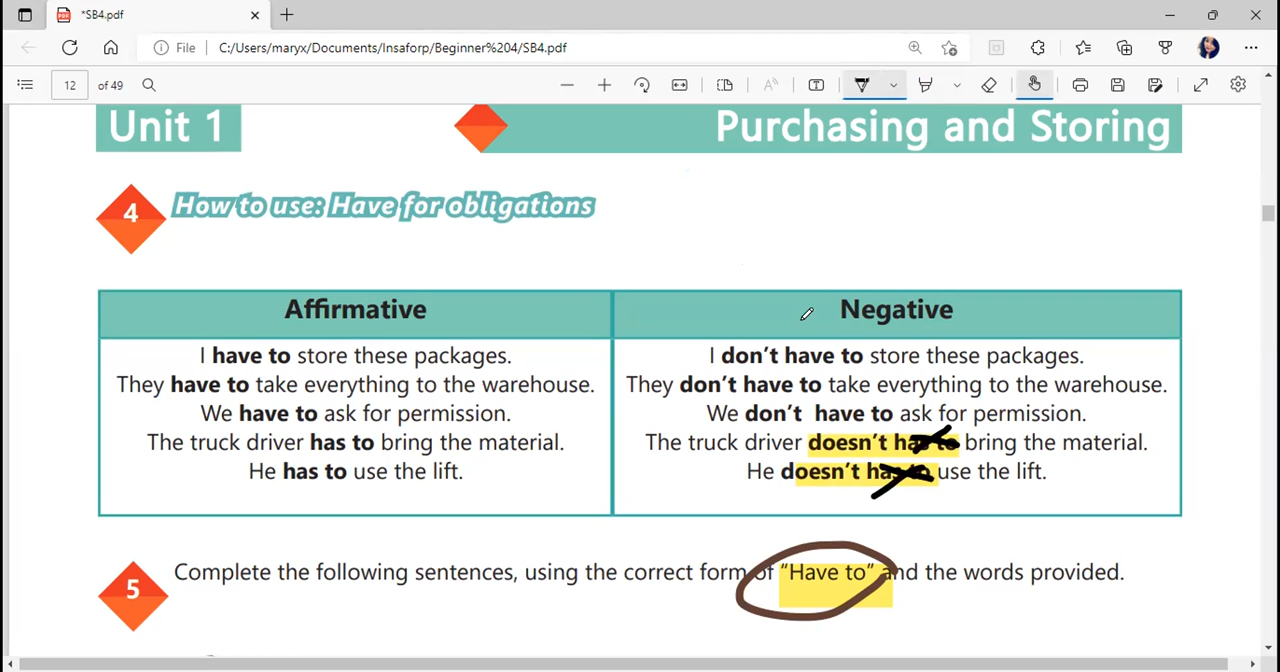 *SB4.pdf
File C:/Users/maryx/Documents/Insaforp/Beginner%204/SB4.pdf
12 of 49
Unit 1 Purchasing and Storing
4 How to use: Have for obligations
Affirmative Negative
I have to store these packages. I don't have to store these packages.
They have to take everything to the warehouse. They don't have to take everything to the warehouse.
We have to ask for permission. We don't have to ask for permission.
The truck driver has to bring the material. The truck driver doesn't has to bring the material.
He has to use the lift. He doesn't has to use the lift.
5 Complete the following sentences, using the correct form of "Have to" and the words provided.